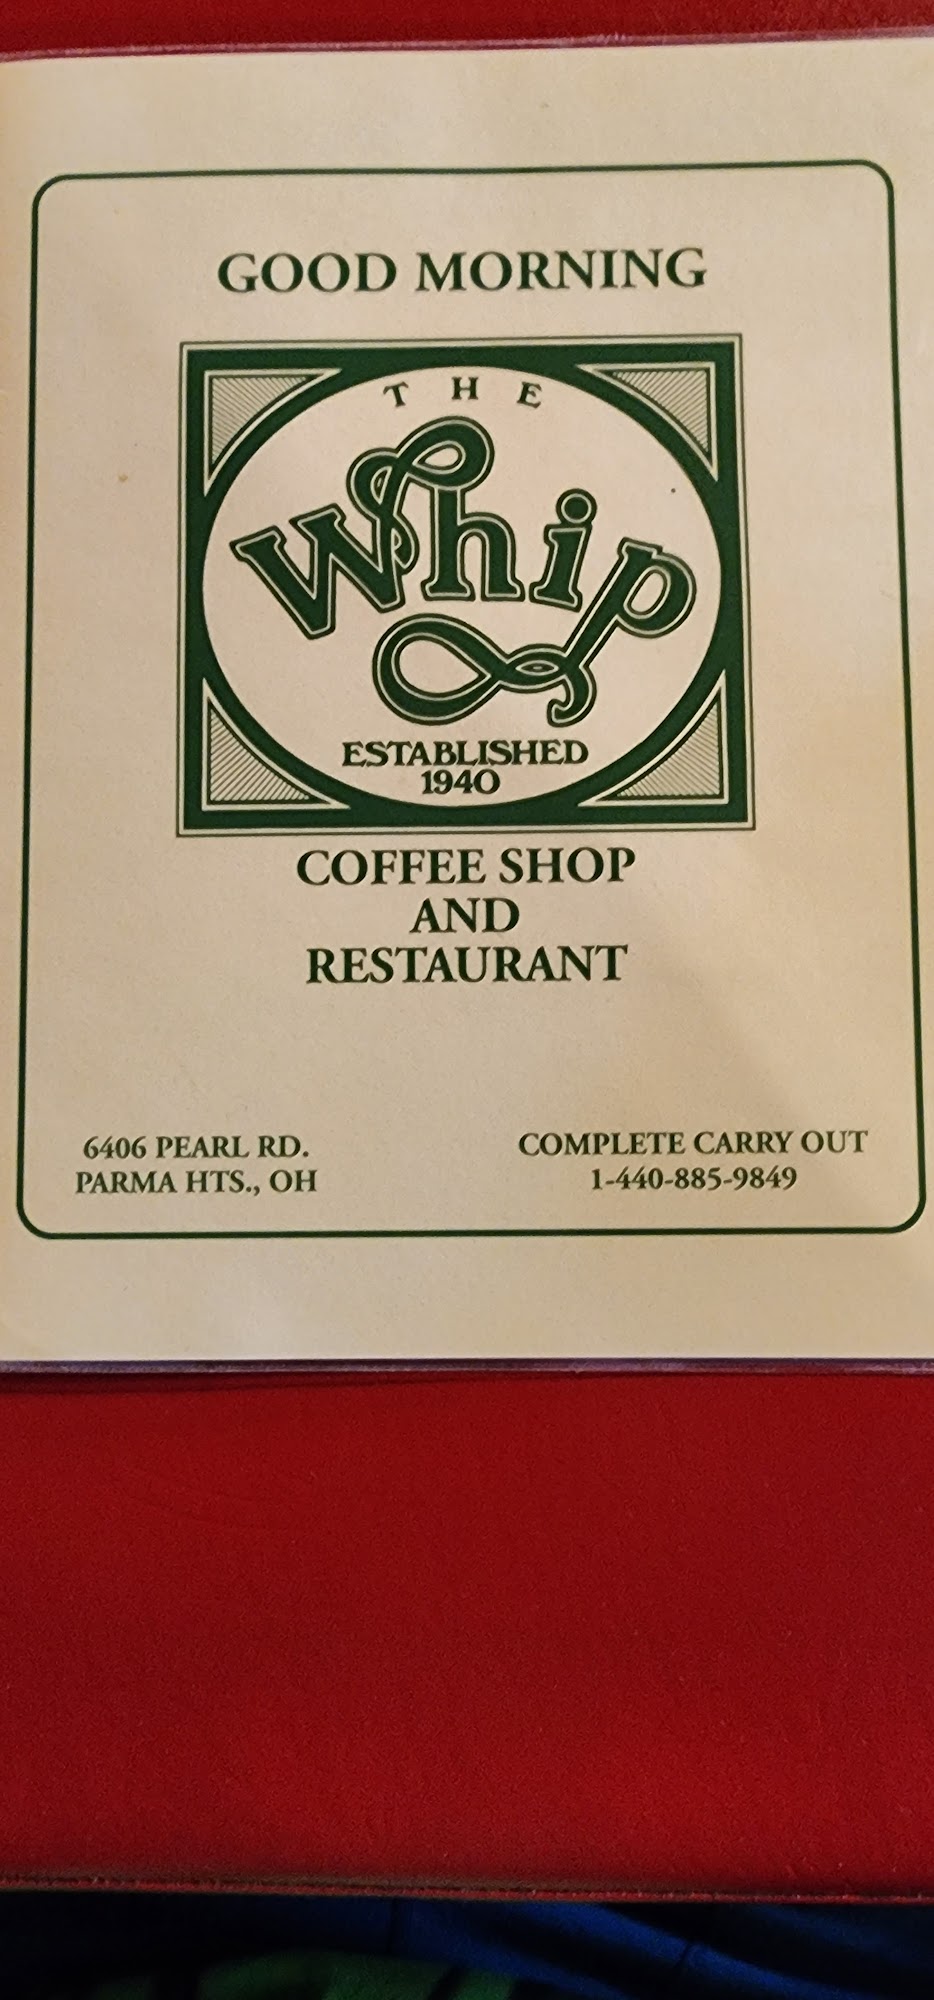 GOOD MORNING
THE
Whip
ESTABLISHED
1940
COFFEE SHOP
AND
RESTAURANT
6406 PEARL RD.
PARMA HTS., OH
COMPLETE CARRY OUT
1-440-885-9849